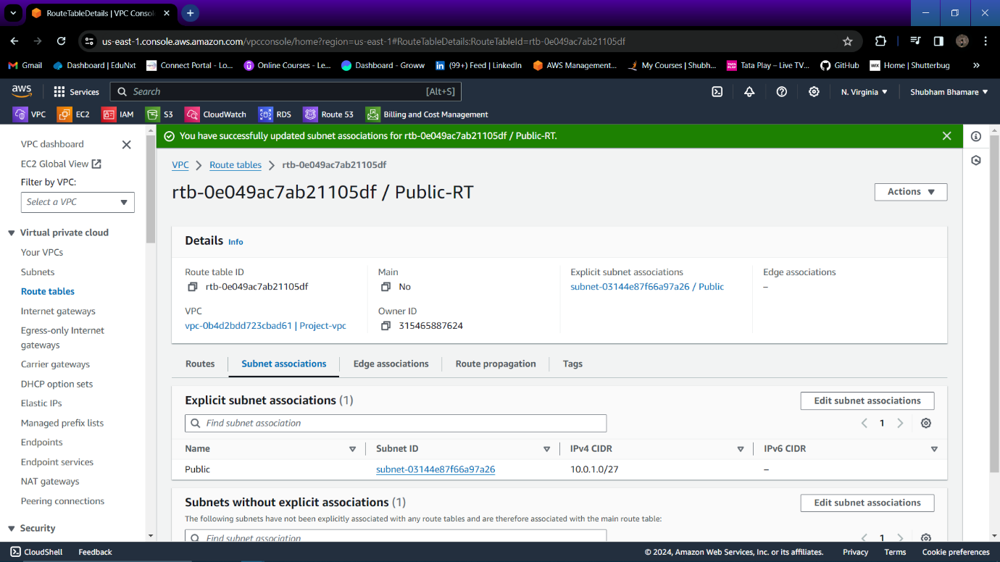 RouteTableDetails | VPC Consol
us-east-1.console.aws.amazon.com/vpcconsole/home?region=us-east-1#RouteTableDetails:RouteTableId=rtb-0e049ac7ab21105df
Gmail Dashboard | EduNxt Connect Portal - Lo... Online Courses - Le... Dashboard - Groww (99+) Feed | LinkedIn AWS Management... My Courses | Shubh... Tata Play – Live TV... GitHub WIX Home | Shutterbug »
aws Services Search [Alt+S] N. Virginia Shubham Bhamare
VPC EC2 IAM S3 CloudWatch RDS Route 53 Billing and Cost Management
You have successfully updated subnet associations for rtb-0e049ac7ab21105df / Public-RT.
VPC dashboard
EC2 Global View
Filter by VPC:
Select a VPC
Virtual private cloud
Your VPCs
Subnets
Route tables
Internet gateways
Egress-only Internet
gateways
Carrier gateways
DHCP option sets
Elastic IPs
Managed prefix lists
Endpoints
Endpoint services
NAT gateways
Peering connections
Security
VPC Route tables rtb-0e049ac7ab21105df
rtb-0e049ac7ab21105df / Public-RT
Actions
Details Info
Route table ID
rtb-0e049ac7ab21105df
Main
No
Explicit subnet associations
subnet-03144e87f66a97a26 / Public
Edge associations
–
VPC
vpc-0b4d2bdd723cbad61 | Project-vpc
Owner ID
315465887624
Routes Subnet associations Edge associations Route propagation Tags
Explicit subnet associations (1)
Edit subnet associations
Find subnet association
1
Name Subnet ID IPv4 CIDR IPv6 CIDR
Public subnet-03144e87f66a97a26 10.0.1.0/27 –
Subnets without explicit associations (1)
Edit subnet associations
The following subnets have not been explicitly associated with any route tables and are therefore associated with the main route table:
Find subnet association
1
CloudShell Feedback © 2024, Amazon Web Services, Inc. or its affiliates. Privacy Terms Cookie preferences